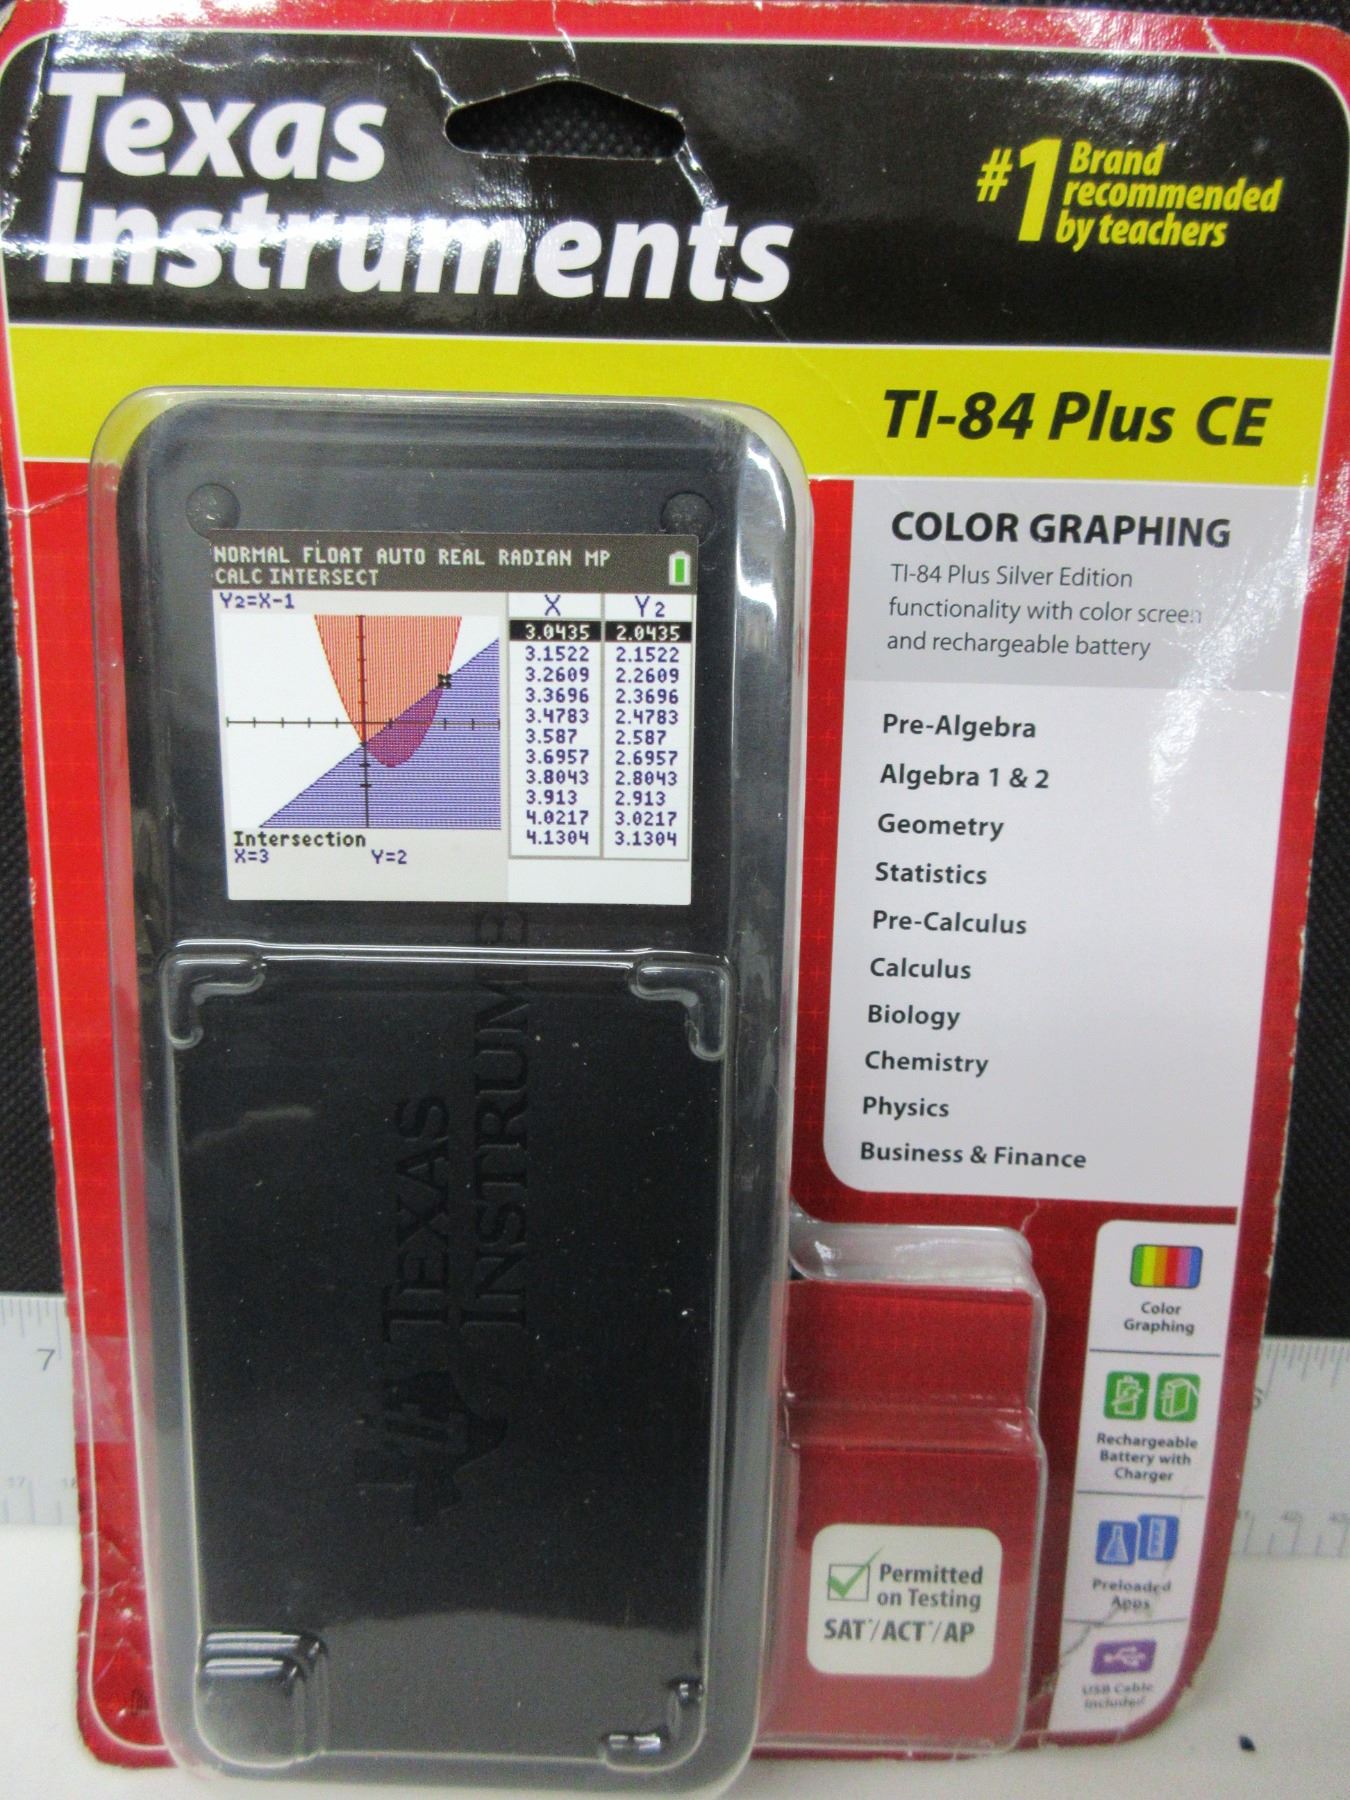 Texas
Instruments
#1 Brand
recommended
by teachers
TI-84 Plus CE
COLOR GRAPHING
TI-84 Plus Silver Edition
functionality with color screen
and rechargeable battery
Pre-Algebra
Algebra 1 & 2
Geometry
Statistics
Pre-Calculus
Calculus
Biology
Chemistry
Physics
Business & Finance
NORMAL FLOAT AUTO REAL RADIAN MP
CALC INTERSECT
Y2=X-1
X Y2
3.0435 2.0435
3.1522 2.1522
3.2609 2.2609
3.3696 2.3696
3.4783 2.4783
3.587 2.587
3.6957 2.6957
3.8043 2.8043
3.913 2.913
4.0217 3.0217
4.1304 3.1304
Intersection
X=3 Y=2
TEXAS
INSTRUME
Color
Graphing
Rechargeable
Battery with
Charger
Preloaded
Apps
USB Cable
Included
Permitted
on Testing
SAT*/ACT*/AP
7